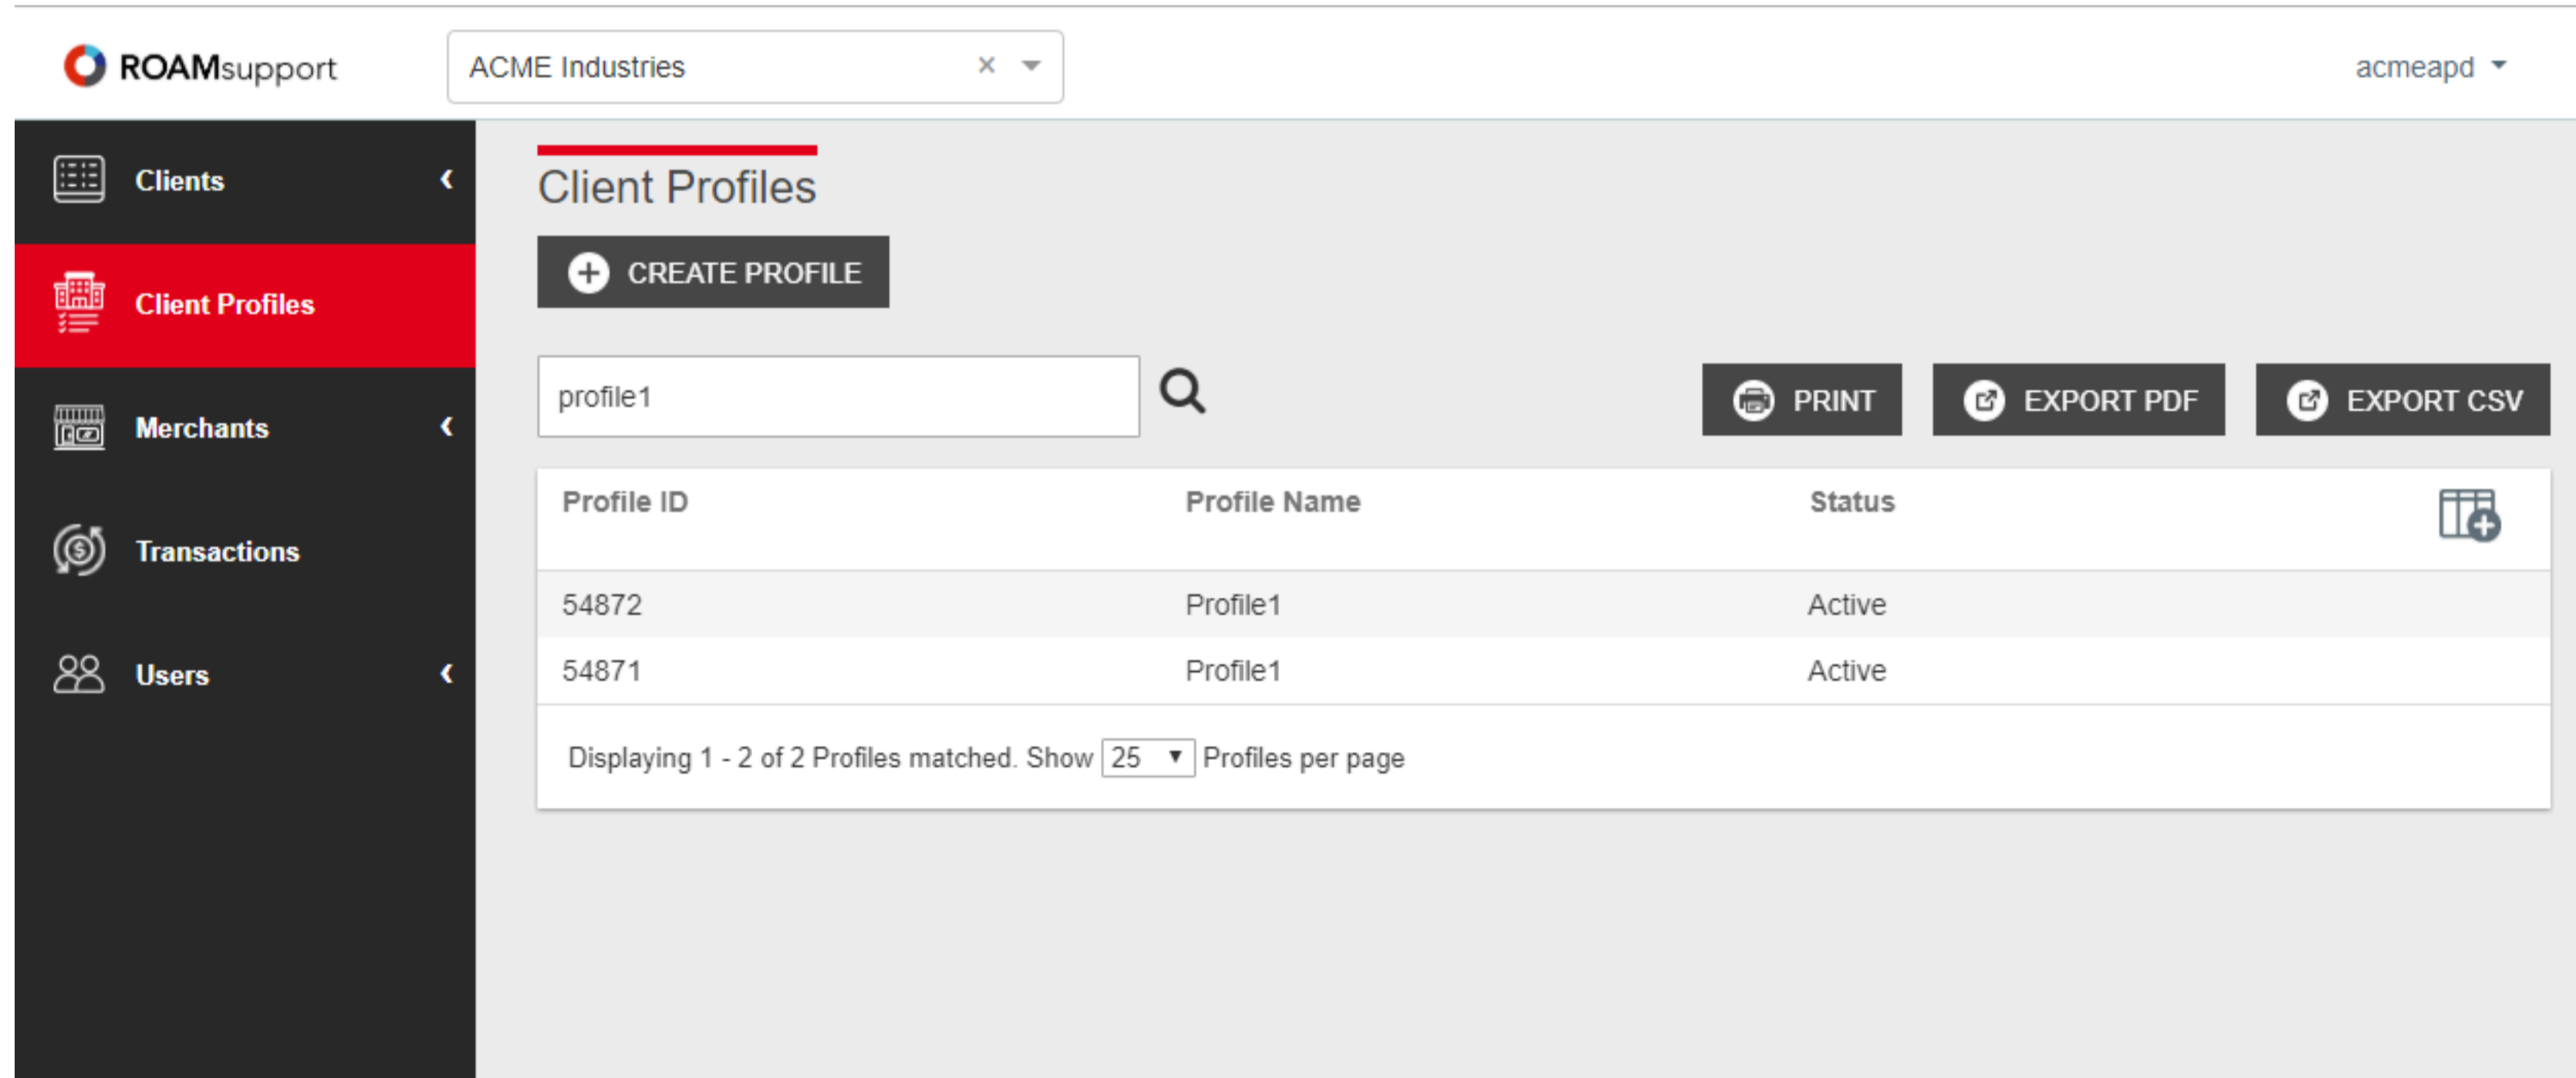 ROAMsupport
ACME Industries × 
acmeapd
Clients
Client Profiles
Merchants
Transactions
Users
Client Profiles
CREATE PROFILE
profile1
PRINT
EXPORT PDF
EXPORT CSV
Profile ID Profile Name Status
54872 Profile1 Active
54871 Profile1 Active
Displaying 1 - 2 of 2 Profiles matched. Show 25 Profiles per page